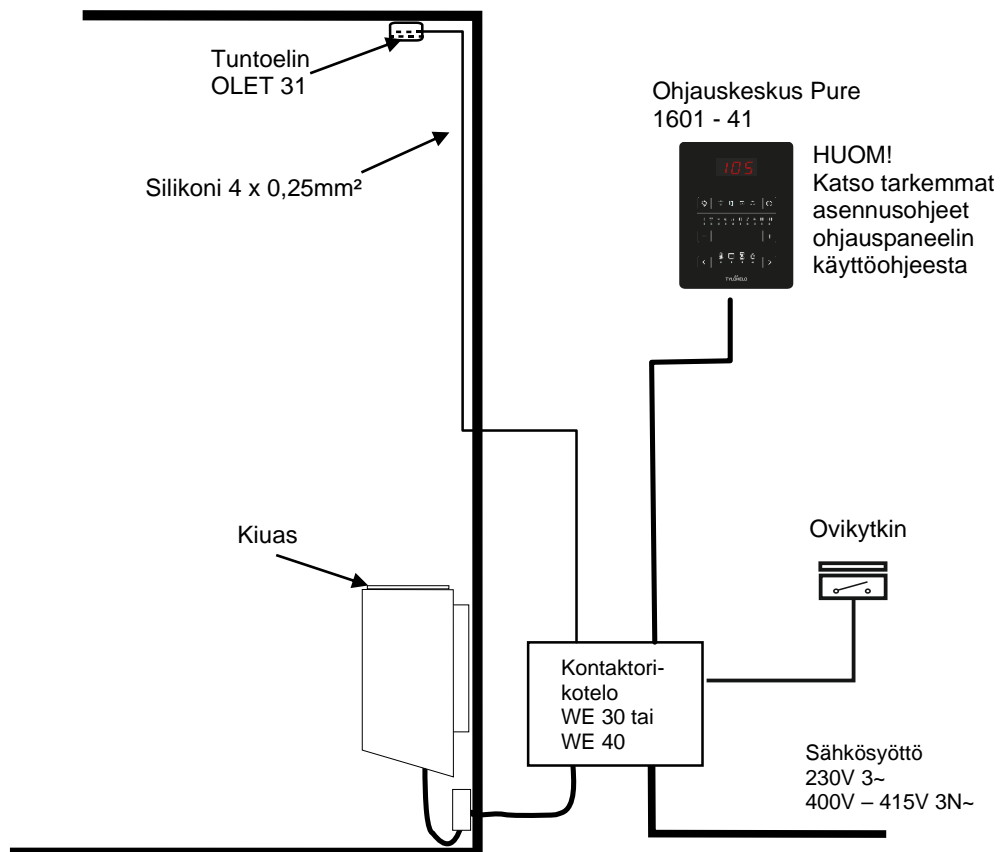 Tuntoelin
OLET 31
Ohjauskeskus Pure
1601 - 41
HUOM!
Katso tarkemmat
asennusohjeet
ohjauspaneelin
käyttöohjeesta
105
TYLÖHELO
Silikoni 4 x 0,25mm²
Kiuas
Ovikytkin
Kontaktori-
kotelo
WE 30 tai
WE 40
Sähkösyöttö
230V 3~
400V – 415V 3N~